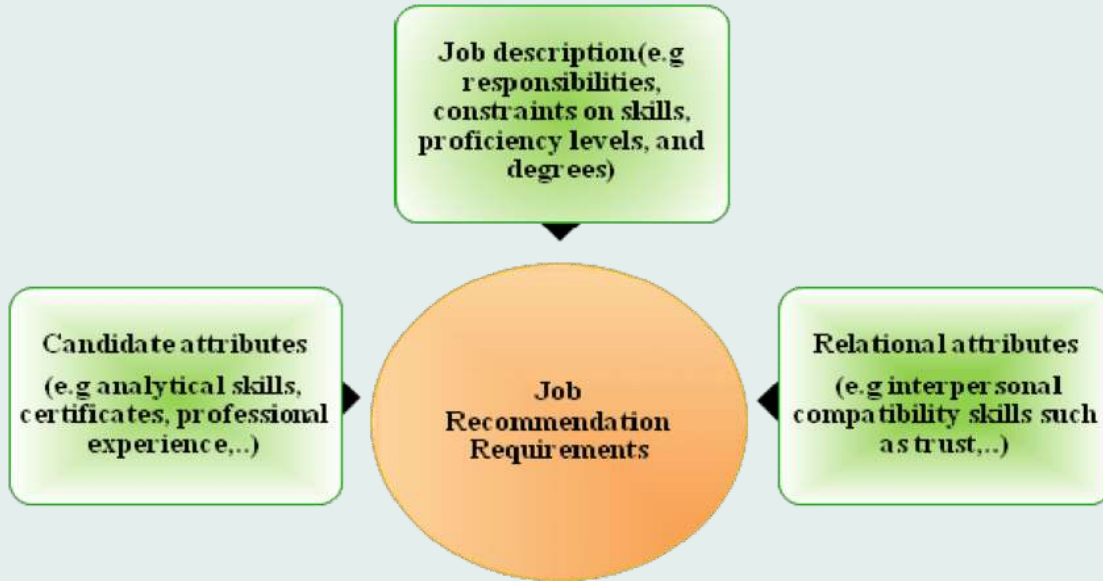 Job description(e.g
responsibilities,
constraints on skills,
proficiency levels, and
degrees)
Candidate attributes
(e.g analytical skills,
certificates, professional
experience,..)
Job
Recommendation
Requirements
Relational attributes
(e.g interpersonal
compatibility skills such
as trust,..)